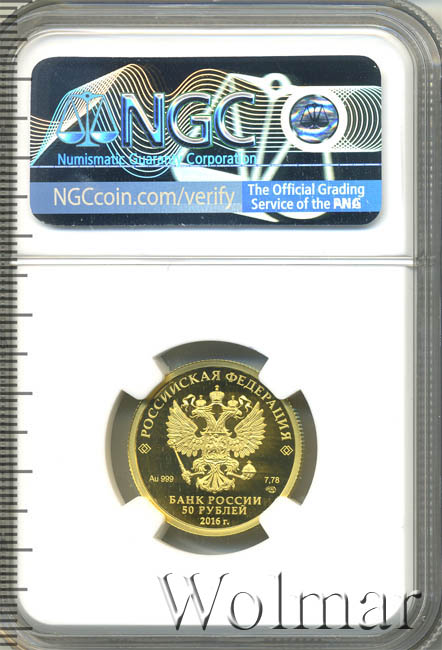 NGC
Numismatic Guaranty Corporation
NGCcoin.com/verify
The Official Grading
Service of the
РОССИЙСКАЯ ФЕДЕРАЦИЯ
Au 999
7,78
БАНК РОССИИ
50 РУБЛЕЙ
2016 г.
Wolmar